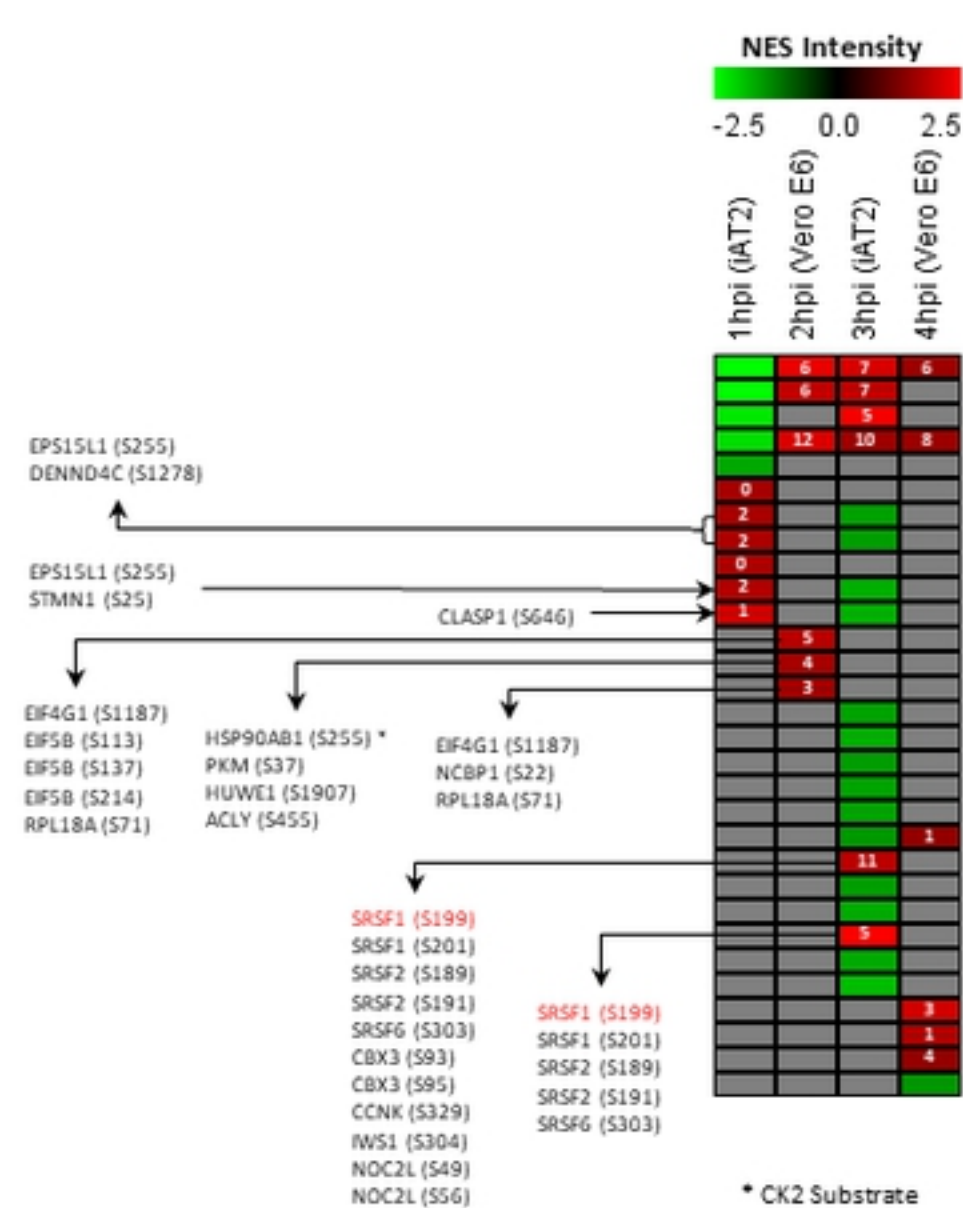 NES Intensity
-2.5 0.0 2.5
1hpi (iAT2)
2hpi (Vero E6)
3hpi (iAT2)
4hpi (Vero E6)
6 7 6
6 7
5
12 10 8
0
2
2
0
2
1
5
4
3
1
11
5
3
1
4
EPS15L1 (S255)
DENND4C (S1278)
EPS15L1 (S255)
STMN1 (S25)
CLASP1 (S646)
EIF4G1 (S1187)
EIF5B (S113)
EIF5B (S137)
EIF5B (S214)
RPL18A (S71)
HSP90AB1 (S255) *
PKM (S37)
HUWE1 (S1907)
ACLY (S455)
EIF4G1 (S1187)
NCBP1 (S22)
RPL18A (S71)
SRSF1 (S199)
SRSF1 (S201)
SRSF2 (S189)
SRSF2 (S191)
SRSF6 (S303)
CBX3 (S93)
CBX3 (S95)
CCNK (S329)
IWS1 (S304)
NOC2L (S49)
NOC2L (S56)
SRSF1 (S199)
SRSF1 (S201)
SRSF2 (S189)
SRSF2 (S191)
SRSF6 (S303)
* CK2 Substrate